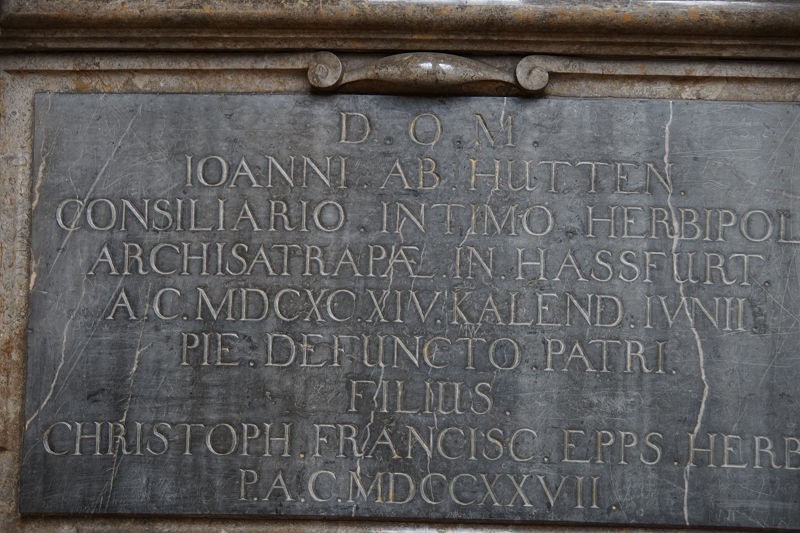 D . O . M
IOANNI . AB . HUTTEN .
CONSILIARIO . INTIMO . HERBIPOL
ARCHISATRAPÆ . IN . HASSFURT .
A.C. MDCXC . XIV . KALEND . IVNII
PIE . DEFUNCTO . PATRI .
FILIUS .
CHRISTOPH . FRANCISC . EPPS . HERB
P. A. C. MDCCXXVII .